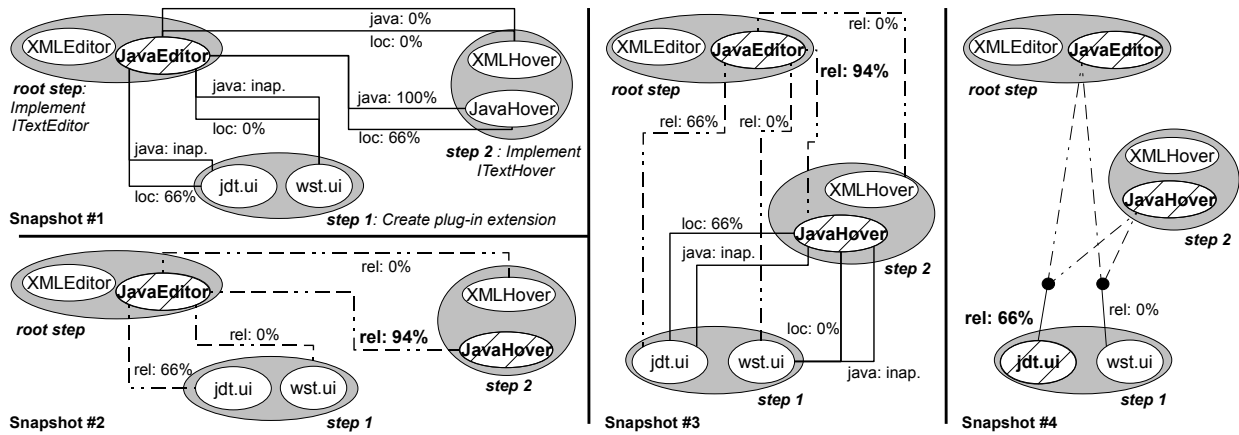 java: 0%
loc: 0%
XMLEditor
JavaEditor
root step:
Implement
ITextEditor
java: inap.
loc: 0%
java: 100%
loc: 66%
XMLHover
JavaHover
step 2 : Implement
ITextHover
java: inap.
loc: 66%
jdt.ui
wst.ui
step 1: Create plug-in extension
Snapshot #1
rel: 0%
XMLEditor
JavaEditor
root step
rel: 0%
rel: 94%
XMLHover
JavaHover
step 2
rel: 66%
jdt.ui
wst.ui
step 1
Snapshot #2
rel: 0%
XMLEditor
JavaEditor
rel: 94%
root step
rel: 66%
rel: 0%
XMLHover
loc: 66%
JavaHover
java: inap.
step 2
loc: 0%
jdt.ui
wst.ui
java: inap.
step 1
Snapshot #3
XMLEditor
JavaEditor
root step
XMLHover
JavaHover
step 2
rel: 66%
rel: 0%
jdt.ui
wst.ui
step 1
Snapshot #4